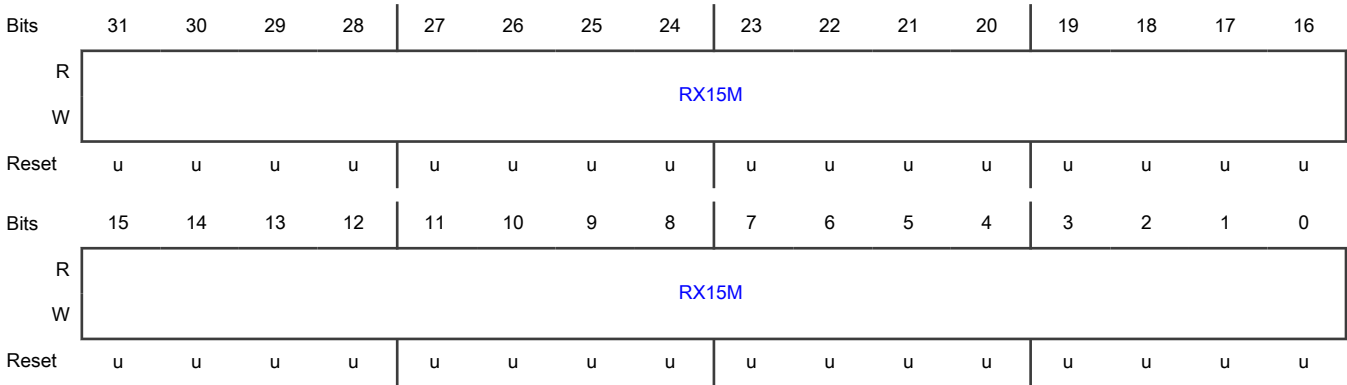 Bits 31 30 29 28 27 26 25 24 23 22 21 20 19 18 17 16
R
RX15M
W
Reset u u u u u u u u u u u u u u u u
Bits 15 14 13 12 11 10 9 8 7 6 5 4 3 2 1 0
R
RX15M
W
Reset u u u u u u u u u u u u u u u u